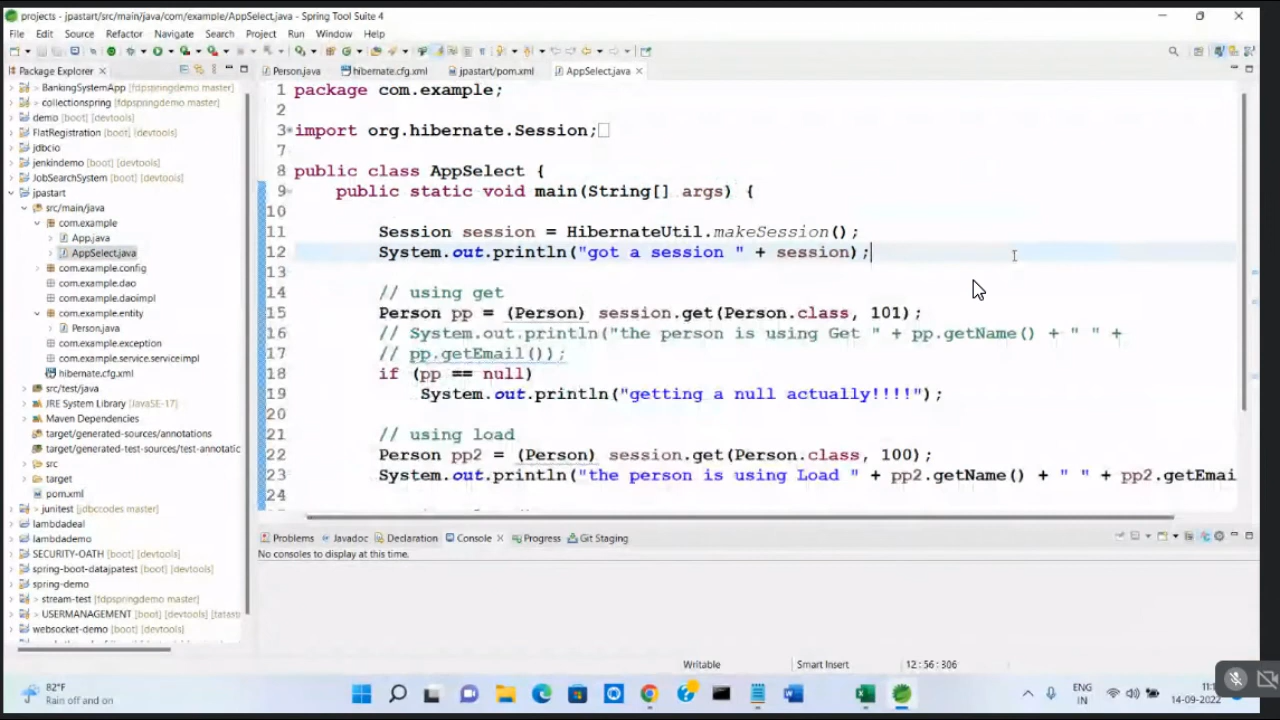 projects - jpastart/src/main/java/com/example/AppSelect.java - Spring Tool Suite 4
File Edit Source Refactor Navigate Search Project Run Window Help
Package Explorer
BankingSystemApp [fdpspringdemo master]
collectionspring [fdpspringdemo master]
demo [devtools]
FlatRegistration [boot] [devtools]
jdbcio
jenkindemo [boot] [devtools]
JobSearchSystem [boot] [devtools]
jpastart
src/main/java
com.example
App.java
AppSelect.java
com.example.config
com.example.dao
com.example.daoimpl
com.example.entity
Person.java
com.example.exception
com.example.service.serviceimpl
hibernate.cfg.xml
src/test/java
JRE System Library [JavaSE-17]
Maven Dependencies
target/generated-sources/annotations
target/generated-test-sources/test-annotatic
src
target
pom.xml
> junitest [jdbccodes master]
lambdadeal
lambdademo
SECURITY-OATH [boot] [devtools]
spring-boot-datajpatest [devtools]
spring-demo
> stream-test [fdpspringdemo master]
> USERMANAGEMENT [boot] [devtools]
websocket-demo [boot] [devtools]
Person.java hibernate.cfg.xml jpastart/pom.xml AppSelect.java
1 package com.example;
2
3 import org.hibernate.Session;
7
8 public class AppSelect {
9 public static void main(String[] args) {
10
11 Session session = HibernateUtil.makeSession();
12 System.out.println("got a session " + session);
13
14 // using get
15 Person pp = (Person) session.get(Person.class, 101);
16 // System.out.println("the person is using Get " + pp.getName() + " " +
17 // pp.getEmail());
18 if (pp == null)
19 System.out.println("getting a null actually!!!!");
20
21 // using load
22 Person pp2 = (Person) session.get(Person.class, 100);
23 System.out.println("the person is using Load " + pp2.getName() + " " + pp2.getEmai
24
Problems Javadoc Declaration Console Progress Git Staging
No consoles to display at this time.
Writable Smart Insert 12 : 56 : 306
82°F
Rain off and on
ENG
IN
14-09-2022